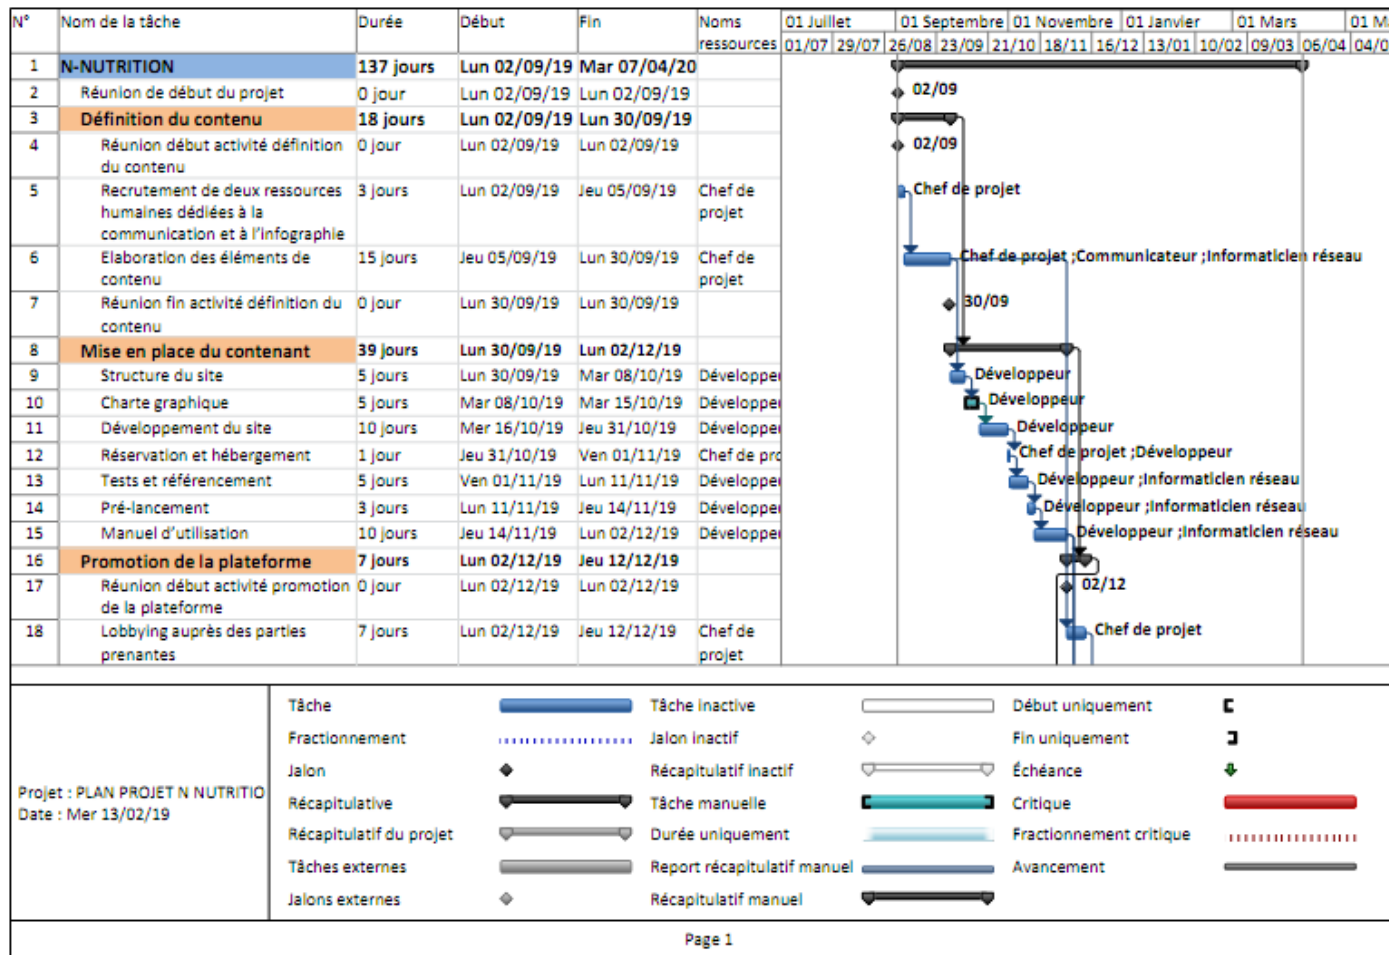 N° Nom de la tâche Durée Début Fin Noms ressources 01 Juillet 01 Septembre 01 Novembre 01 Janvier 01 Mars 01 M
01/07 29/07 26/08 23/09 21/10 18/11 16/12 13/01 10/02 09/03 06/04 04/0
1 N-NUTRITION 137 jours Lun 02/09/19 Mar 07/04/20
2 Réunion de début du projet 0 jour Lun 02/09/19 Lun 02/09/19 02/09
3 Définition du contenu 18 jours Lun 02/09/19 Lun 30/09/19
4 Réunion début activité définition 0 jour Lun 02/09/19 Lun 02/09/19 02/09
du contenu
5 Recrutement de deux ressources 3 jours Lun 02/09/19 Jeu 05/09/19 Chef de Chef de projet
humaines dédiées à la projet
communication et à l'infographie
6 Elaboration des éléments de 15 jours Jeu 05/09/19 Lun 30/09/19 Chef de Chef de projet ;Communicateur ;Informaticien réseau
contenu projet
7 Réunion fin activité définition du 0 jour Lun 30/09/19 Lun 30/09/19 30/09
contenu
8 Mise en place du contenant 39 jours Lun 30/09/19 Lun 02/12/19
9 Structure du site 5 jours Lun 30/09/19 Mar 08/10/19 Développeu Développeur
10 Charte graphique 5 jours Mar 08/10/19 Mar 15/10/19 Développeu Développeur
11 Développement du site 10 jours Mer 16/10/19 Jeu 31/10/19 Développeu Développeur
12 Réservation et hébergement 1 jour Jeu 31/10/19 Ven 01/11/19 Chef de pro Chef de projet ;Développeur
13 Tests et référencement 5 jours Ven 01/11/19 Lun 11/11/19 Développeu Développeur ;Informaticien réseau
14 Pré-lancement 3 jours Lun 11/11/19 Jeu 14/11/19 Développeu Développeur ;Informaticien réseau
15 Manuel d'utilisation 10 jours Jeu 14/11/19 Lun 02/12/19 Développeu Développeur ;Informaticien réseau
16 Promotion de la plateforme 7 jours Lun 02/12/19 Jeu 12/12/19
17 Réunion début activité promotion 0 jour Lun 02/12/19 Lun 02/12/19 02/12
de la plateforme
18 Lobbying auprès des parties 7 jours Lun 02/12/19 Jeu 12/12/19 Chef de Chef de projet
prenantes projet
Projet : PLAN PROJET N NUTRITIO
Date : Mer 13/02/19
Tâche Tâche inactive Début uniquement
Fractionnement Jalon inactif Fin uniquement
Jalon Récapitulatif inactif Échéance
Récapitulative Tâche manuelle Critique
Récapitulatif du projet Durée uniquement Fractionnement critique
Tâches externes Report récapitulatif manuel Avancement
Jalons externes Récapitulatif manuel
Page 1